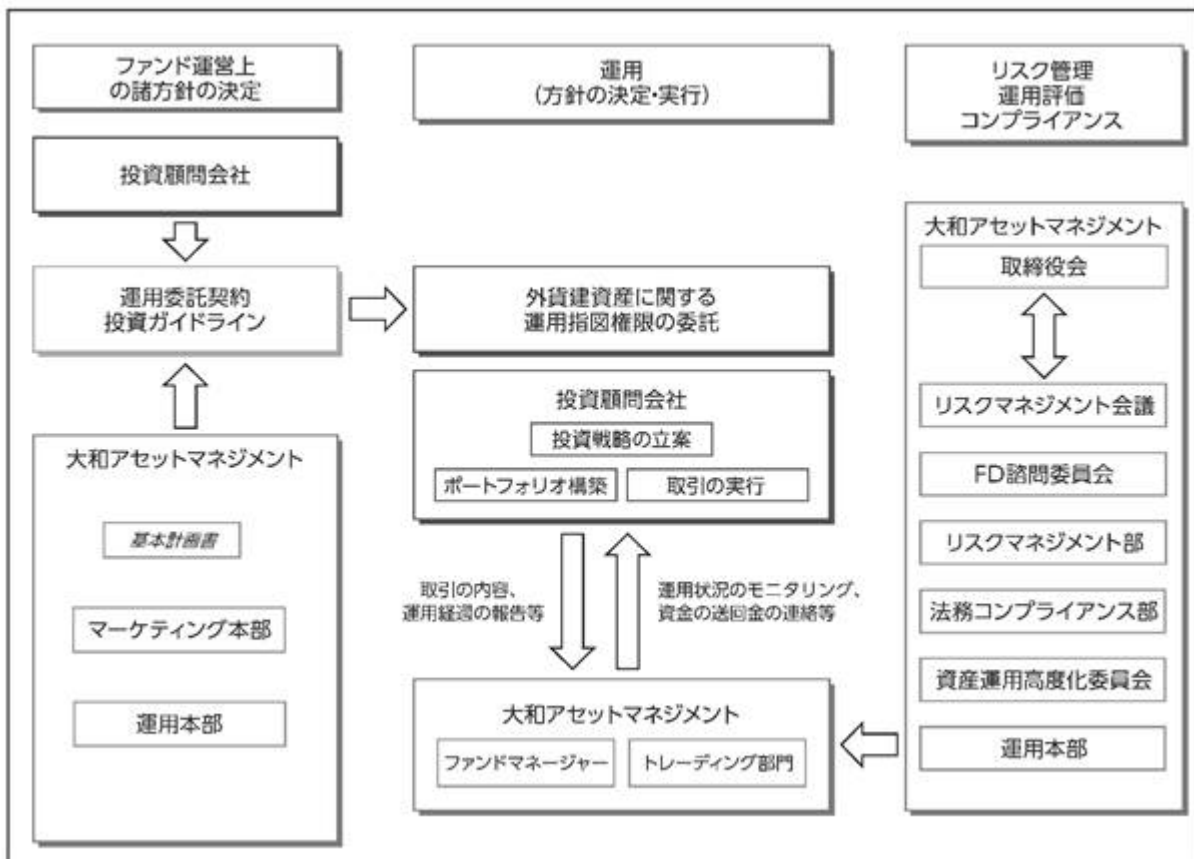 ファンド運営上
の諸方針の決定
投資顧問会社
運用委託契約
投資ガイドライン
大和アセットマネジメント
基本計画書
マーケティング本部
運用本部
運用
(方針の決定・実行)
外貨建資産に関する
運用指図権限の委託
投資顧問会社
投資戦略の立案
ポートフォリオ構築
取引の実行
取引の内容、
運用経過の報告等
運用状況のモニタリング、
資金の送回金の連絡等
大和アセットマネジメント
ファンドマネージャー
トレーディング部門
リスク管理
運用評価
コンプライアンス
大和アセットマネジメント
取締役会
リスクマネジメント会議
FD諮問委員会
リスクマネジメント部
法務コンプライアンス部
資産運用高度化委員会
運用本部